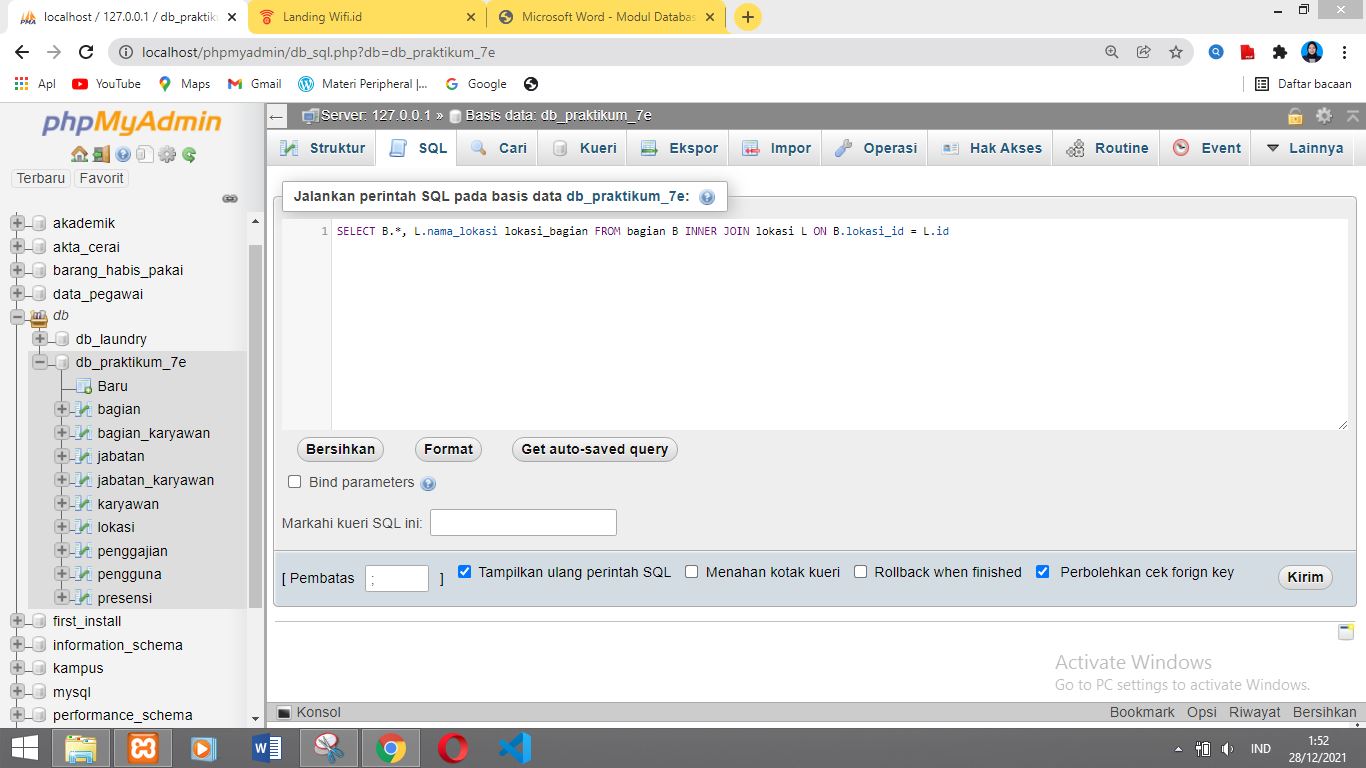 localhost / 127.0.0.1 / db_praktik
Landing Wifi.id
Microsoft Word - Modul Databas
localhost/phpmyadmin/db_sql.php?db=db_praktikum_7e
Apl
YouTube
Maps
Gmail
Materi Peripheral |...
Google
Daftar bacaan
phpMyAdmin
Terbaru
Favorit
akademik
akta_cerai
barang_habis_pakai
data_pegawai
db
db_laundry
db_praktikum_7e
Baru
bagian
bagian_karyawan
jabatan
jabatan_karyawan
karyawan
lokasi
penggajian
pengguna
presensi
first_install
information_schema
kampus
mysql
performance_schema
Server: 127.0.0.1 » Basis data: db_praktikum_7e
Struktur
SQL
Cari
Kueri
Ekspor
Impor
Operasi
Hak Akses
Routine
Event
Lainnya
Jalankan perintah SQL pada basis data db_praktikum_7e:
1 SELECT B.*, L.nama_lokasi lokasi_bagian FROM bagian B INNER JOIN lokasi L ON B.lokasi_id = L.id
Bersihkan
Format
Get auto-saved query
Bind parameters
Markahi kueri SQL ini:
[ Pembatas ; ]
Tampilkan ulang perintah SQL
Menahan kotak kueri
Rollback when finished
Perbolehkan cek forign key
Kirim
Activate Windows
Go to PC settings to activate Windows.
Konsol
Bookmark
Opsi
Riwayat
Bersihkan
IND
1:52
28/12/2021